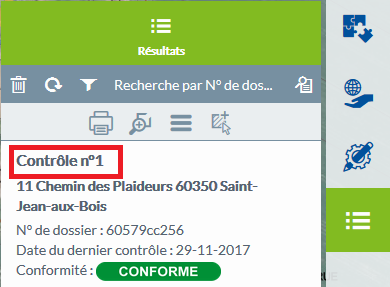 Résultats
Recherche par N° de dos...
Contrôle n°1
11 Chemin des Plaideurs 60350 Saint-
Jean-aux-Bois
N° de dossier : 60579cc256
Date du dernier contrôle : 29-11-2017
Conformité : CONFORME